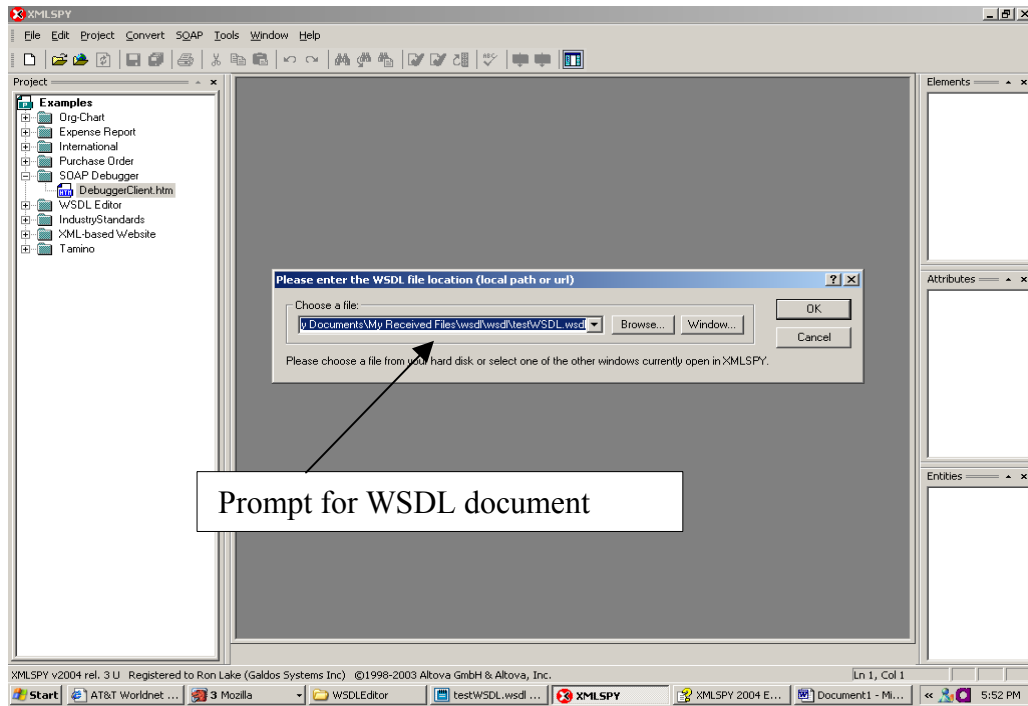 XMLSPY
File Edit Project Convert SOAP Tools Window Help
Project
Examples
Org-Chart
Expense Report
International
Purchase Order
SOAP Debugger
DebuggerClient.htm
WSDL Editor
IndustryStandards
XML-based Website
Tamino
Please enter the WSDL file location (local path or url)
Choose a file:
y Documents\My Received Files\wsdl\wsdl\testWSDL.wsdl
Browse...
Window...
OK
Cancel
Please choose a file from your hard disk or select one of the other windows currently open in XMLSPY.
Prompt for WSDL document
Elements
Attributes
Entities
XMLSPY v2004 rel. 3 U Registered to Ron Lake (Galdos Systems Inc) ©1998-2003 Altova GmbH & Altova, Inc.
Ln 1, Col 1
Start
AT&T Worldnet ...
3 Mozilla
WSDLEditor
testWSDL.wsdl ...
XMLSPY
XMLSPY 2004 E...
Document1 - Mi...
«
5:52 PM